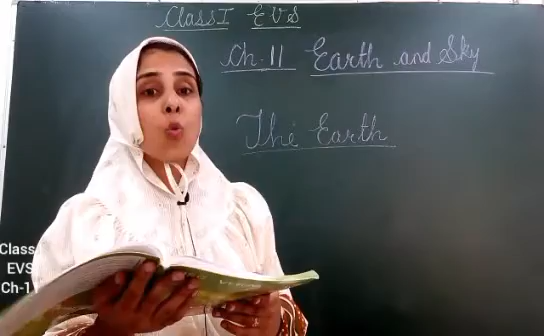 Class I EVS
Ch. 11 Earth and Sky
The Earth
Class
EVS
Ch-1